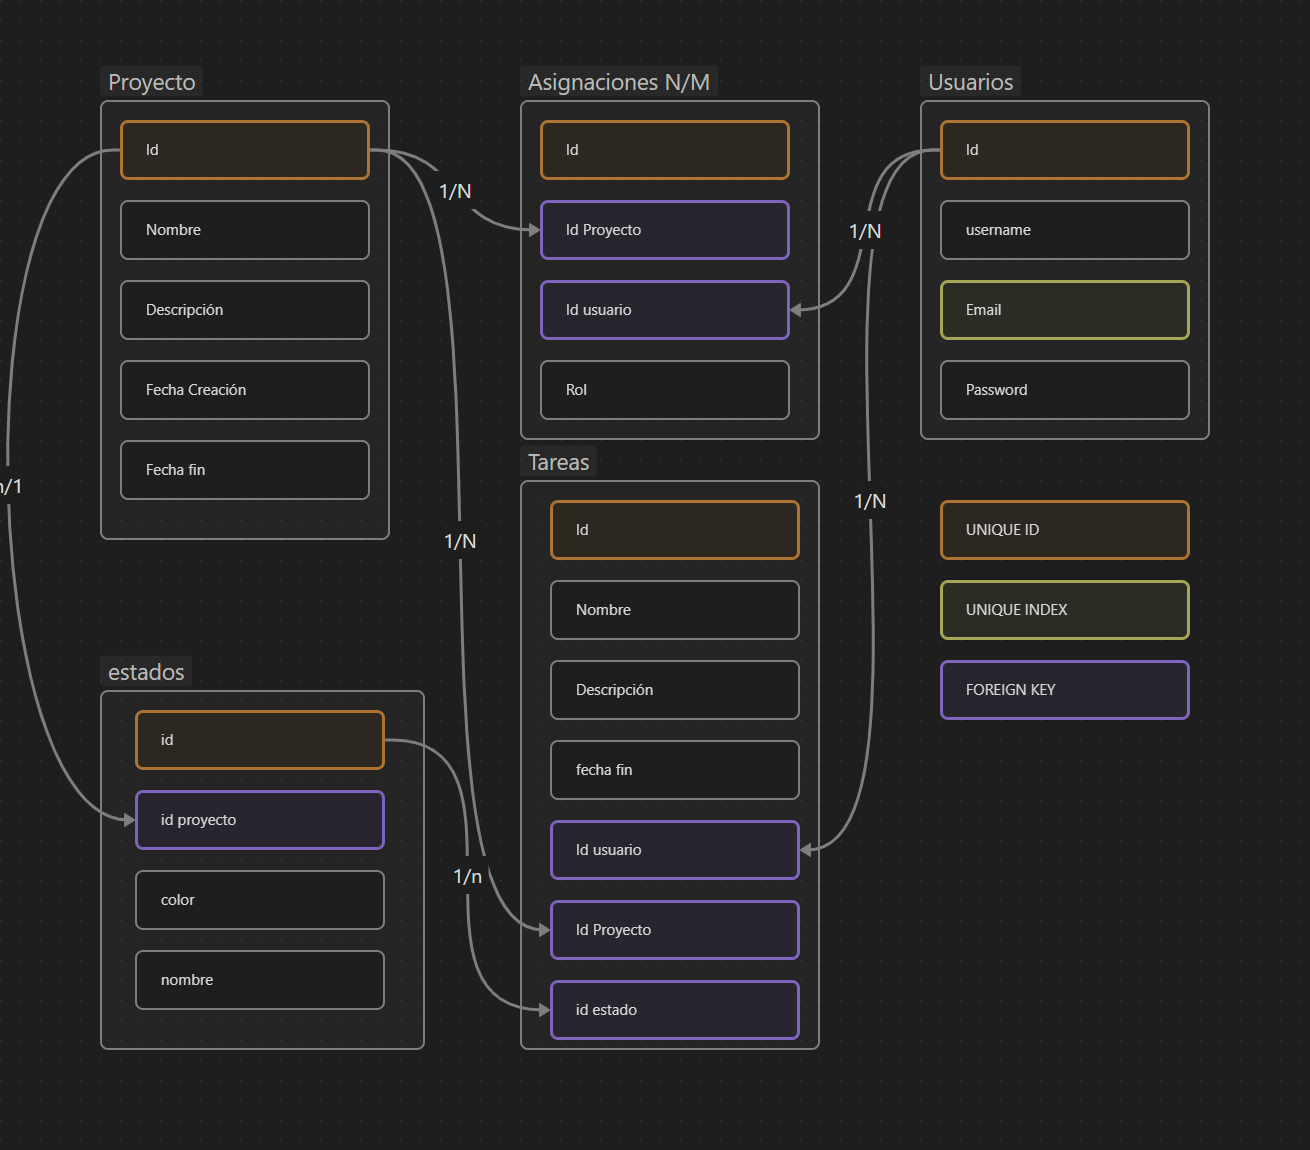 Proyecto
Id
Nombre
Descripción
Fecha Creación
Fecha fin
Asignaciones N/M
Id
Id Proyecto
Id usuario
Rol
Usuarios
Id
username
Email
Password
1/N
1/N
n/1
1/N
1/N
Tareas
Id
Nombre
Descripción
fecha fin
Id usuario
Id Proyecto
id estado
UNIQUE ID
UNIQUE INDEX
FOREIGN KEY
estados
id
id proyecto
color
nombre
1/n